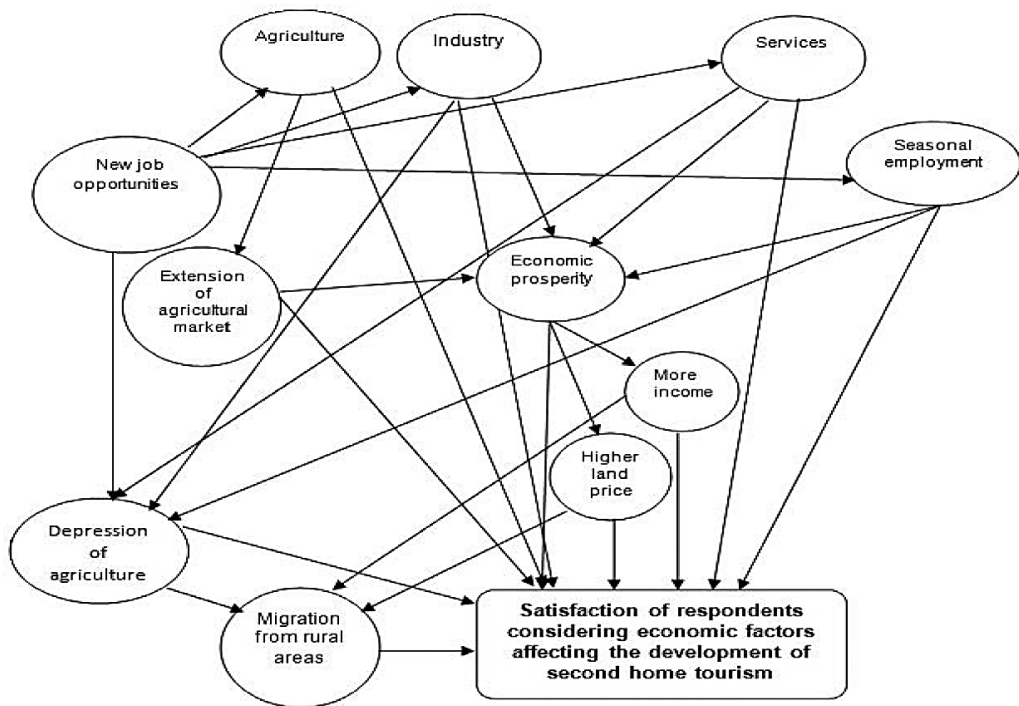 Agriculture
Industry
Services
New job
opportunities
Seasonal
employment
Extension
of
agricultural
market
Economic
prosperity
More
income
Higher
land
price
Depression
of
agriculture
Migration
from rural
areas
Satisfaction of respondents
considering economic factors
affecting the development of
second home tourism